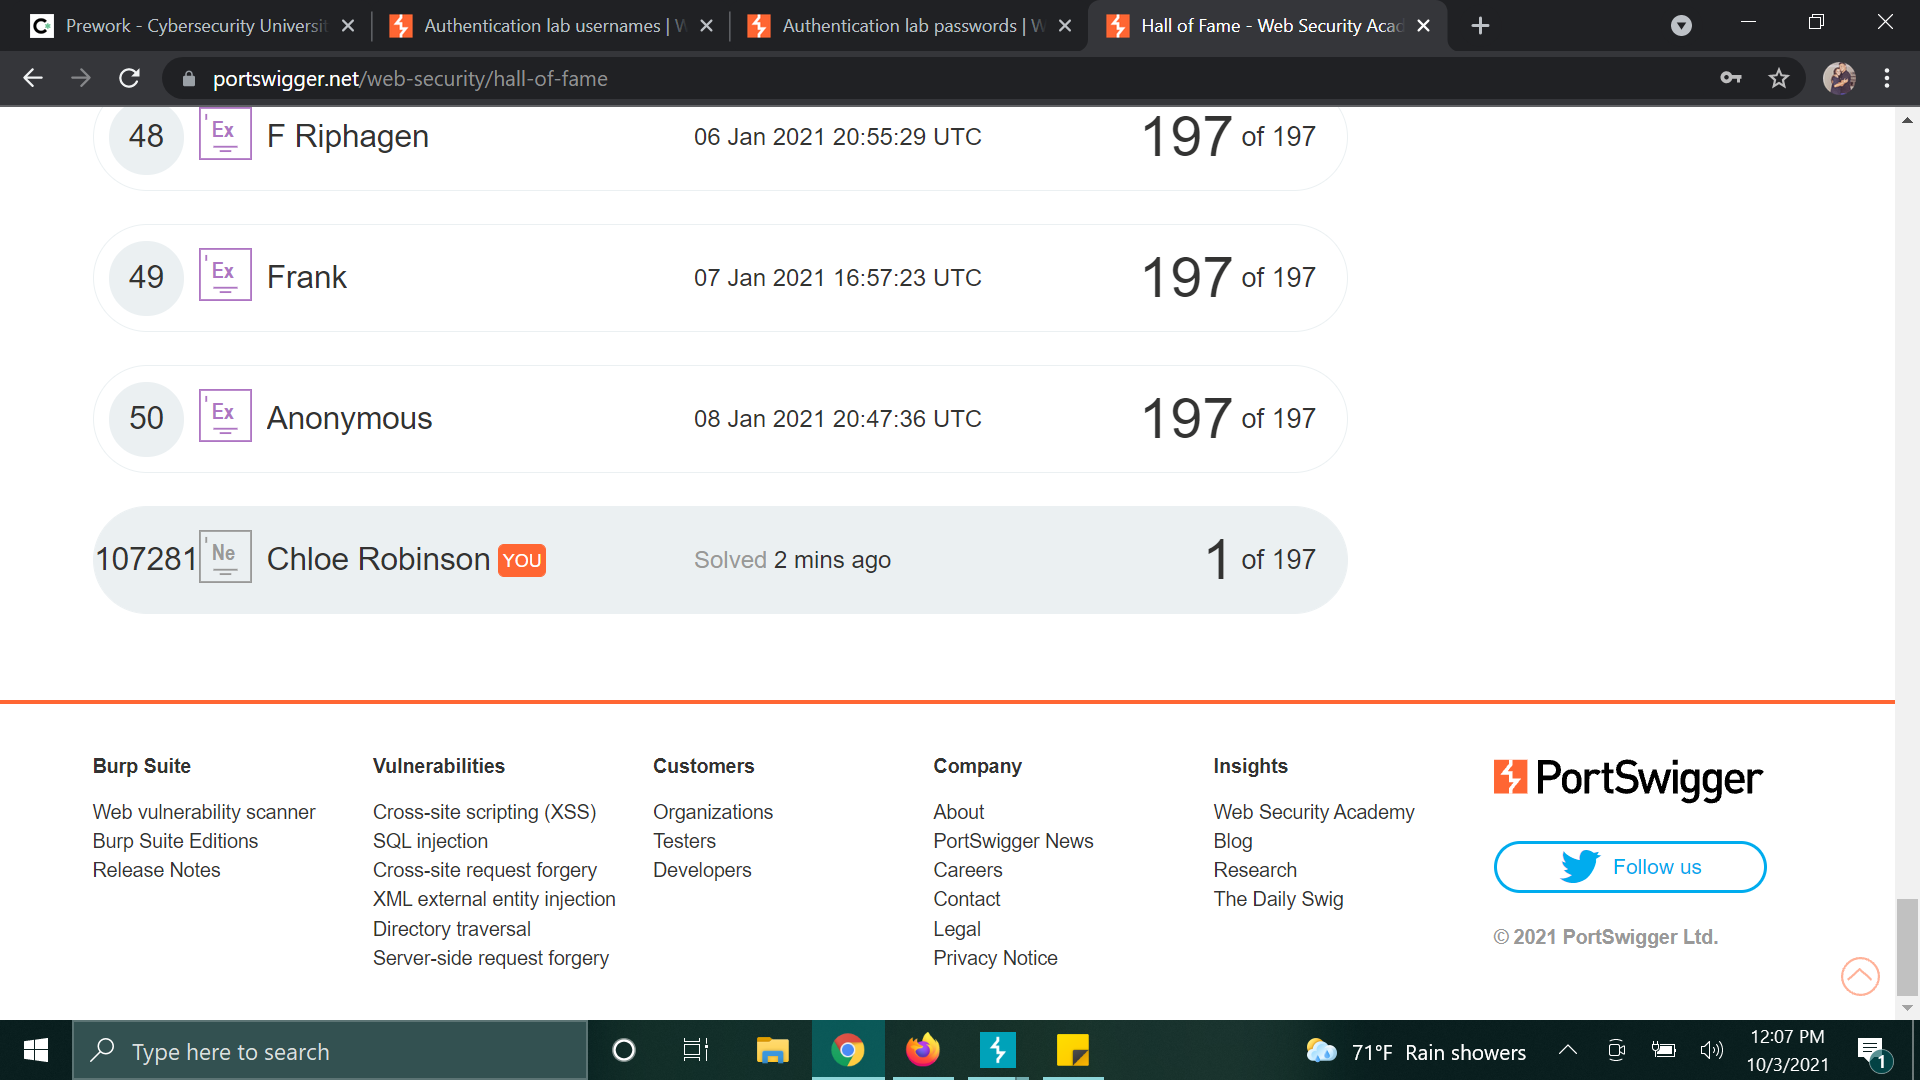 Prework - Cybersecurity Universit
Authentication lab usernames | W
Authentication lab passwords | W
Hall of Fame - Web Security Acad
portswigger.net/web-security/hall-of-fame
48 Ex F Riphagen 06 Jan 2021 20:55:29 UTC 197 of 197
49 Ex Frank 07 Jan 2021 16:57:23 UTC 197 of 197
50 Ex Anonymous 08 Jan 2021 20:47:36 UTC 197 of 197
107281 Ne Chloe Robinson YOU Solved 2 mins ago 1 of 197
Burp Suite
Web vulnerability scanner
Burp Suite Editions
Release Notes
Vulnerabilities
Cross-site scripting (XSS)
SQL injection
Cross-site request forgery
XML external entity injection
Directory traversal
Server-side request forgery
Customers
Organizations
Testers
Developers
Company
About
PortSwigger News
Careers
Contact
Legal
Privacy Notice
Insights
Web Security Academy
Blog
Research
The Daily Swig
PortSwigger
Follow us
© 2021 PortSwigger Ltd.
Type here to search
71°F Rain showers
12:07 PM
10/3/2021
1